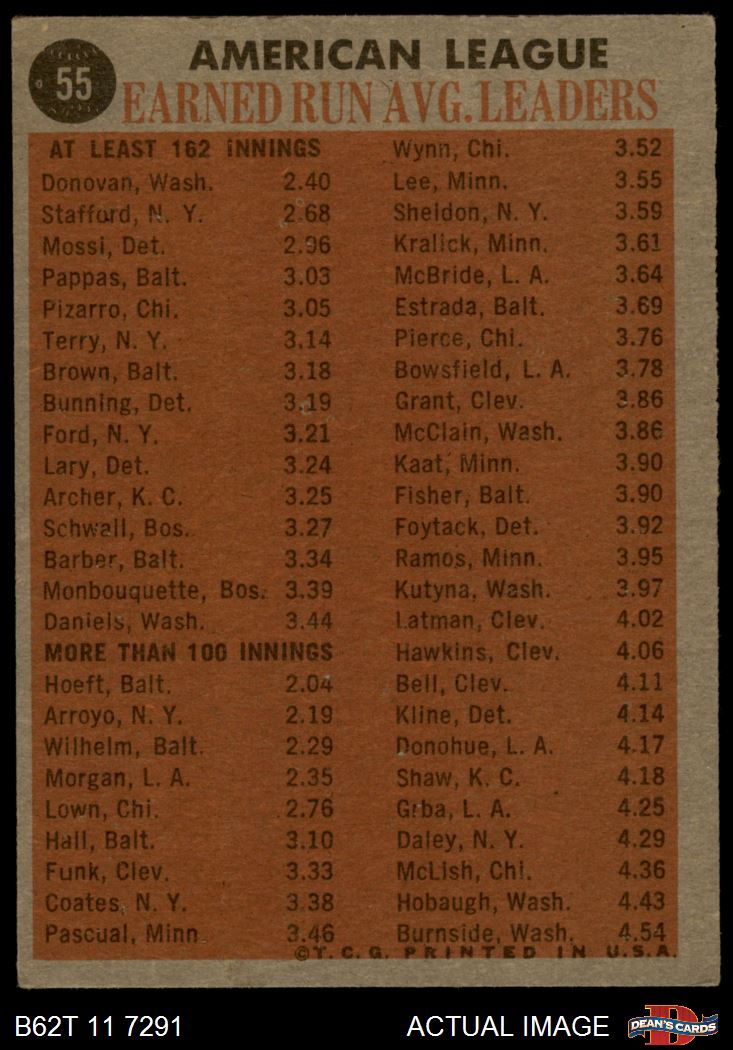 55
AMERICAN LEAGUE
EARNED RUN AVG. LEADERS
AT LEAST 162 INNINGS
Donovan, Wash. 2.40
Stafford, N. Y. 2.68
Mossi, Det. 2.96
Pappas, Balt. 3.03
Pizarro, Chi. 3.05
Terry, N. Y. 3.14
Brown, Balt. 3.18
Bunning, Det. 3.19
Ford, N. Y. 3.21
Lary, Det. 3.24
Archer, K. C. 3.25
Schwall, Bos. 3.27
Barber, Balt. 3.34
Monbouquette, Bos. 3.39
Daniels, Wash. 3.44
MORE THAN 100 INNINGS
Hoeft, Balt. 2.04
Arroyo, N. Y. 2.19
Wilhelm, Balt. 2.29
Morgan, L. A. 2.35
Lown, Chi. 2.76
Hall, Balt. 3.10
Funk, Clev. 3.33
Coates, N. Y. 3.38
Pascual, Minn 3.46
Wynn, Chi. 3.52
Lee, Minn. 3.55
Sheldon, N. Y. 3.59
Kralick, Minn. 3.61
McBride, L. A. 3.64
Estrada, Balt. 3.69
Pierce, Chi. 3.76
Bowsfield, L. A. 3.78
Grant, Clev. 3.86
McClain, Wash. 3.86
Kaat, Minn. 3.90
Fisher, Balt. 3.90
Foytack, Det. 3.92
Ramos, Minn. 3.95
Kutyna, Wash. 3.97
Latman, Clev. 4.02
Hawkins, Clev. 4.06
Bell, Clev. 4.11
Kline, Det. 4.14
Donohue, L. A. 4.17
Shaw, K. C. 4.18
Grba, L. A. 4.25
Daley, N. Y. 4.29
McLish, Chi. 4.36
Hobaugh, Wash. 4.43
Burnside, Wash. 4.54
©T. C. G. PRINTED IN U.S.A.
B62T 11 7291
ACTUAL IMAGE
DEAN'S CARDS